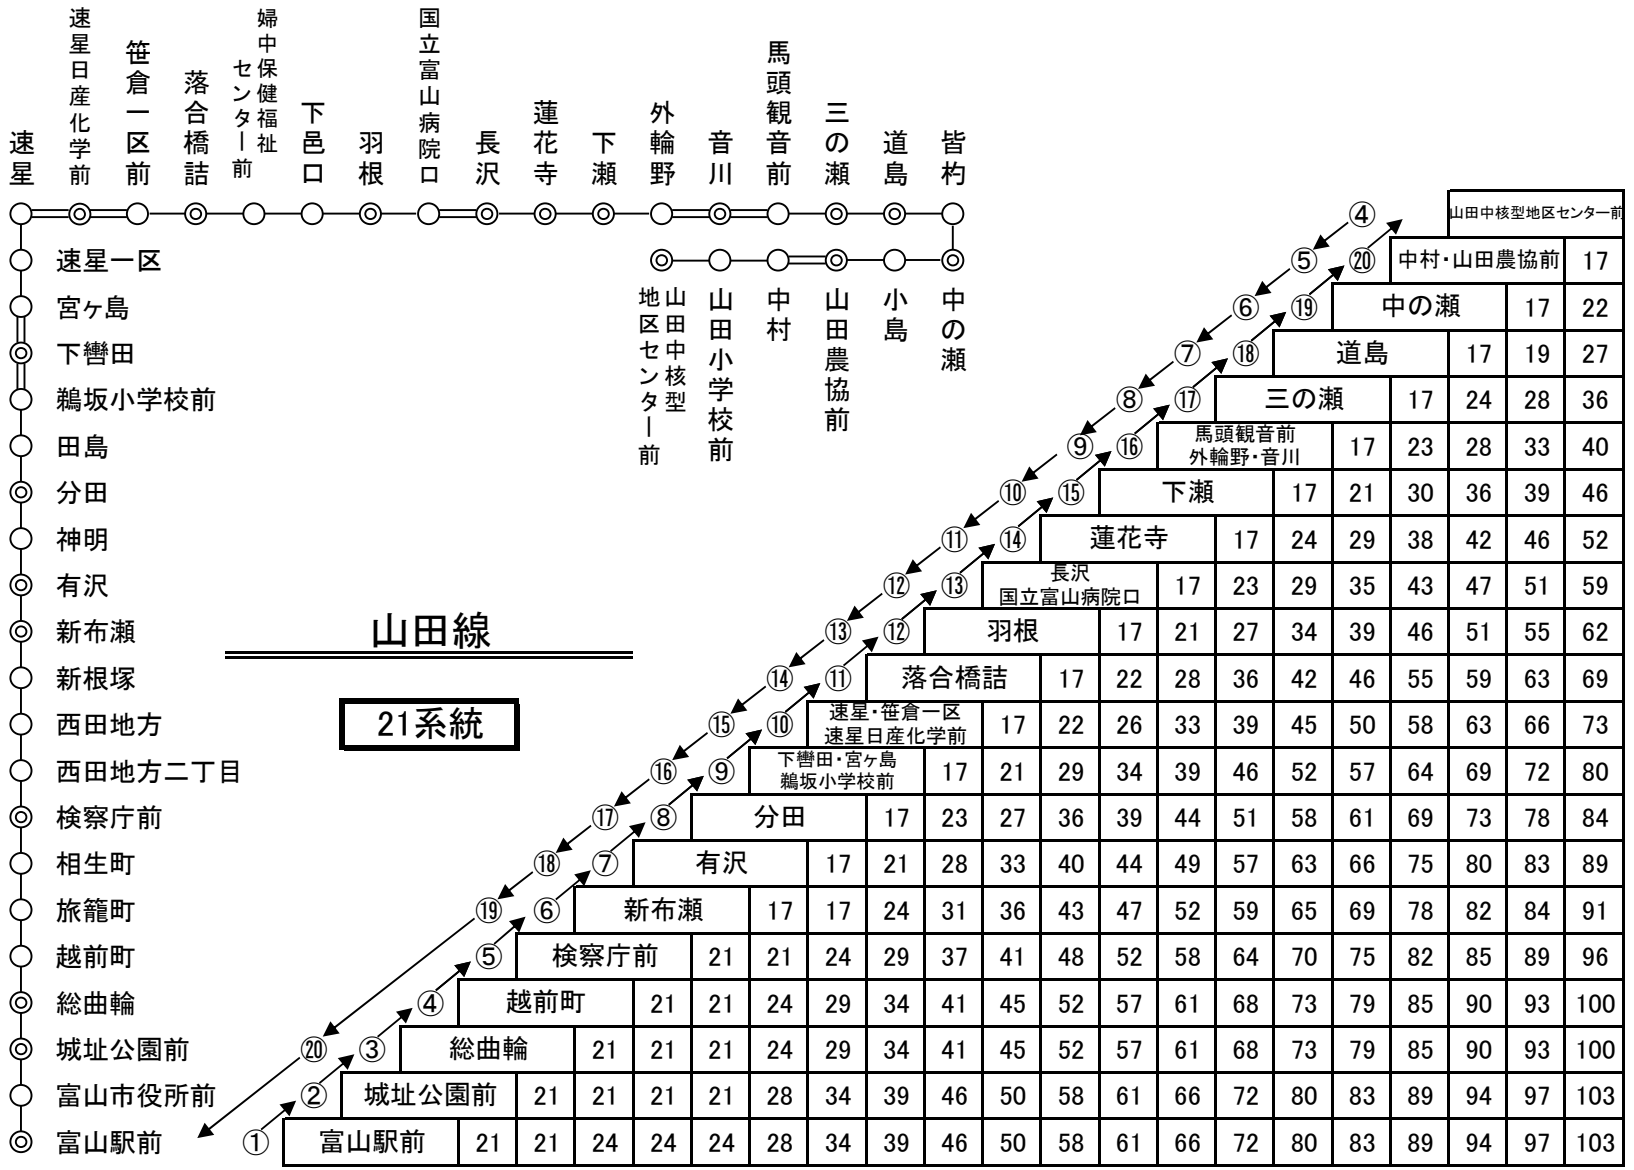 速星
速星日産化学前
笹倉一区前
落合橋詰
婦中保健福祉
センター前
下邑口
羽根
国立富山病院口
長沢
蓮花寺
下瀬
外輪野
音川
馬頭観音前
三の瀬
道島
皆杓
速星一区
宮ヶ島
下轡田
鵜坂小学校前
田島
分田
神明
有沢
新布瀬
新根塚
西田地方
西田地方二丁目
検察庁前
相生町
旅籠町
越前町
総曲輪
城址公園前
富山市役所前
富山駅前
山田中核型
地区センター前
山田小学校前
中村
山田農協前
小島
中の瀬
山田線
21系統
④ 山田中核型地区センター前
⑤ ⑳ 中村・山田農協前 17
⑥ ⑲ 中の瀬 17 22
⑦ ⑱ 道島 17 19 27
⑧ ⑰ 三の瀬 17 24 28 36
⑨ ⑯ 馬頭観音前
外輪野・音川 17 23 28 33 40
⑩ ⑮ 下瀬 17 21 30 36 39 46
⑪ ⑭ 蓮花寺 17 24 29 38 42 46 52
⑫ ⑬ 長沢
国立富山病院口 17 23 29 35 43 47 51 59
⑬ ⑫ 羽根 17 21 27 34 39 46 51 55 62
⑭ ⑪ 落合橋詰 17 22 28 36 42 46 55 59 63 69
⑮ ⑩ 速星・笹倉一区
速星日産化学前 17 22 26 33 39 45 50 58 63 66 73
⑯ ⑨ 下轡田・宮ヶ島
鵜坂小学校前 17 21 29 34 39 46 52 57 64 69 72 80
⑰ ⑧ 分田 17 23 27 36 39 44 51 58 61 69 73 78 84
⑱ ⑦ 有沢 17 21 28 33 40 44 49 57 63 66 75 80 83 89
⑲ ⑥ 新布瀬 17 17 24 31 36 43 47 52 59 65 69 78 82 84 91
⑤ 検察庁前 21 21 24 29 37 41 48 52 58 64 70 75 82 85 89 96
④ 越前町 21 21 24 29 34 41 45 52 57 61 68 73 79 85 90 93 100
⑳ ③ 総曲輪 21 21 21 24 29 34 41 45 52 57 61 68 73 79 85 90 93 100
② 城址公園前 21 21 21 21 28 34 39 46 50 58 61 66 72 80 83 89 94 97 103
① 富山駅前 21 21 24 24 24 28 34 39 46 50 58 61 66 72 80 83 89 94 97 103